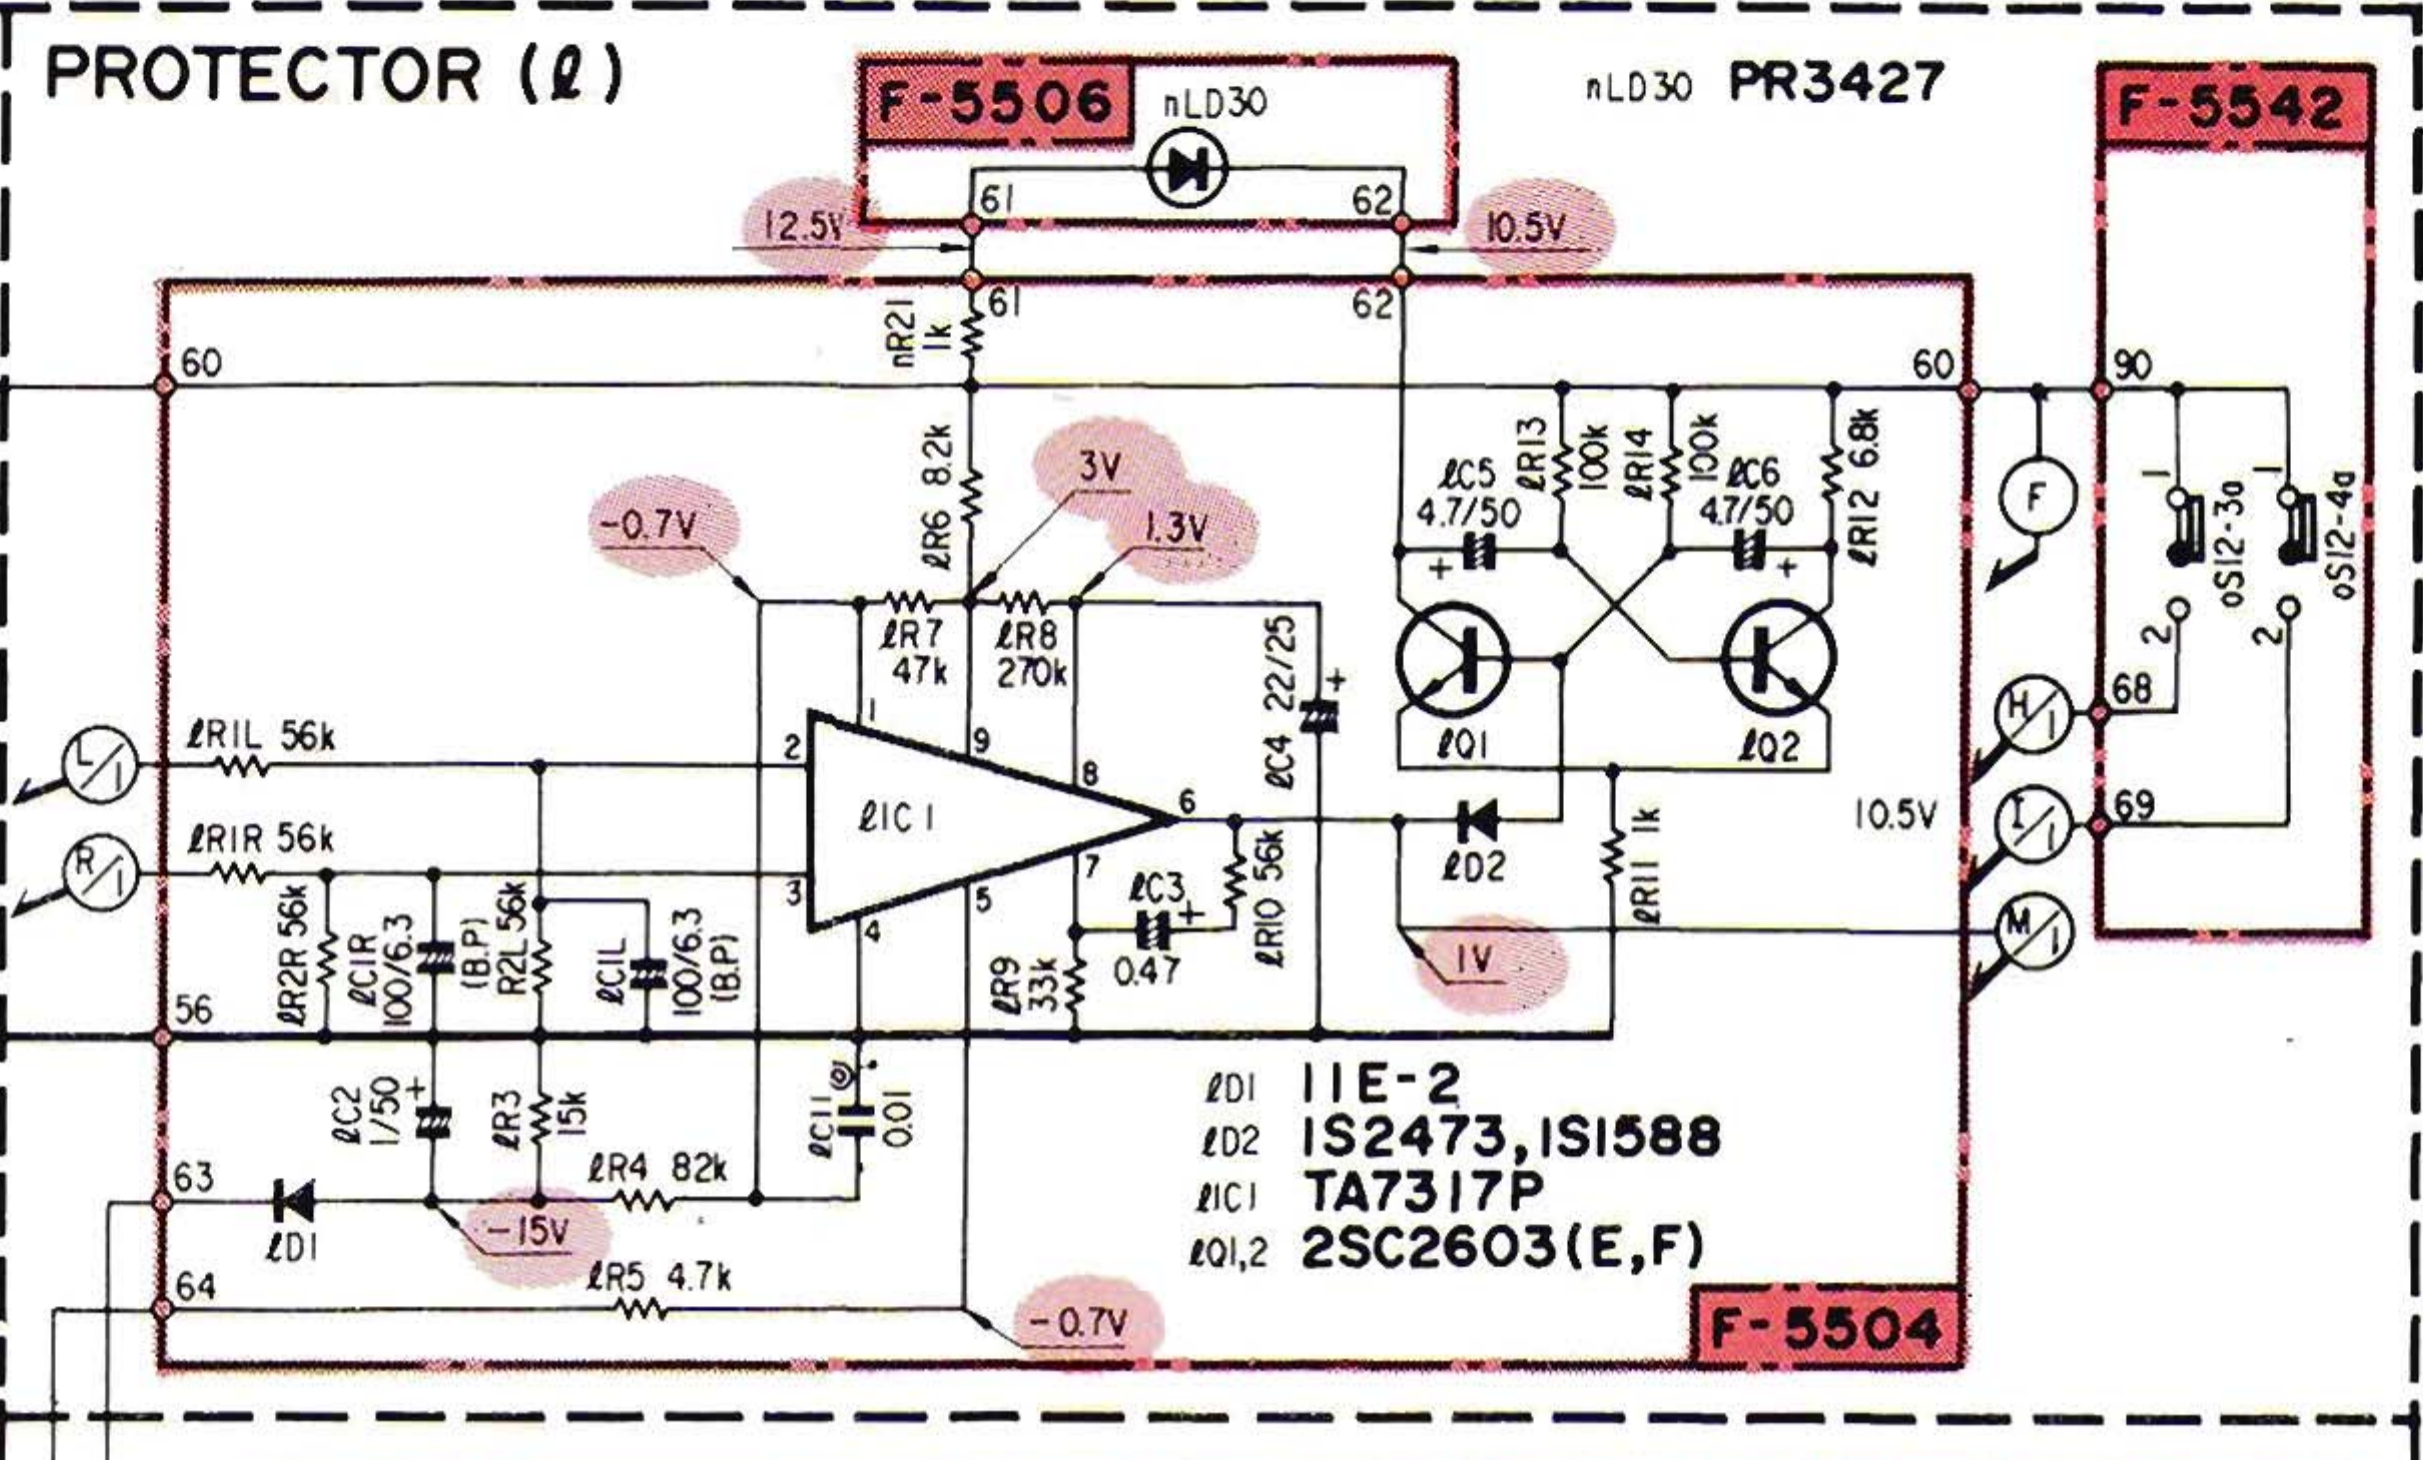 PROTECTOR (ℓ)
F-5506
nLD30
nLD30 PR3427
F-5542
61
62
12.5V
10.5V
61
62
nR21
1k
60
60
90
ℓR6 8.2k
3V
-0.7V
1.3V
ℓC5
4.7/50
ℓR13
100k
ℓR14
100k
ℓC6
4.7/50
ℓR12 6.8k
F
1
1
oS12-3a
oS12-4a
2
2
ℓR7
47k
ℓR8
270k
ℓC4 22/25
+
+
+
ℓQ1
ℓQ2
H/1
68
L/1
ℓR1L 56k
2
1
9
8
ℓIC1
6
10.5V
I/1
69
R/1
ℓR1R 56k
3
4
5
7
ℓC3
+
0.47
ℓR10 56k
ℓD2
ℓR11 1k
M/1
ℓR2R 56k
ℓC1R
100/6.3
(B.P)
R2L 56k
ℓC1L
100/6.3
(B.P)
ℓR9
33k
1V
56
ℓC2
1/50
+
ℓR3
15k
ℓC11
0.01
ℓD1 11E-2
ℓD2 1S2473, 1S1588
ℓIC1 TA7317P
ℓQ1,2 2SC2603(E,F)
63
ℓR4 82k
ℓD1
-15V
64
ℓR5 4.7k
-0.7V
F-5504